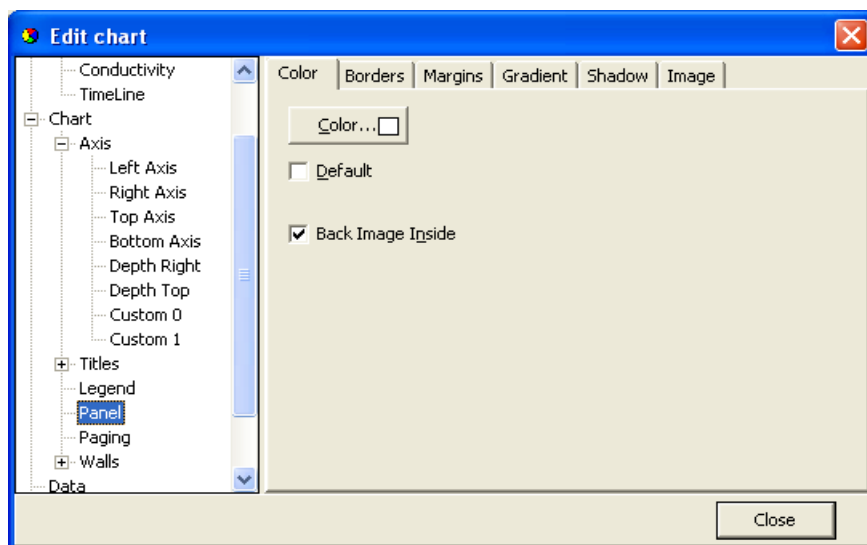 Edit chart
Conductivity
TimeLine
Chart
Axis
Left Axis
Right Axis
Top Axis
Bottom Axis
Depth Right
Depth Top
Custom 0
Custom 1
Titles
Legend
Panel
Paging
Walls
Data
Color Borders Margins Gradient Shadow Image
Color...
Default
Back Image Inside
Close